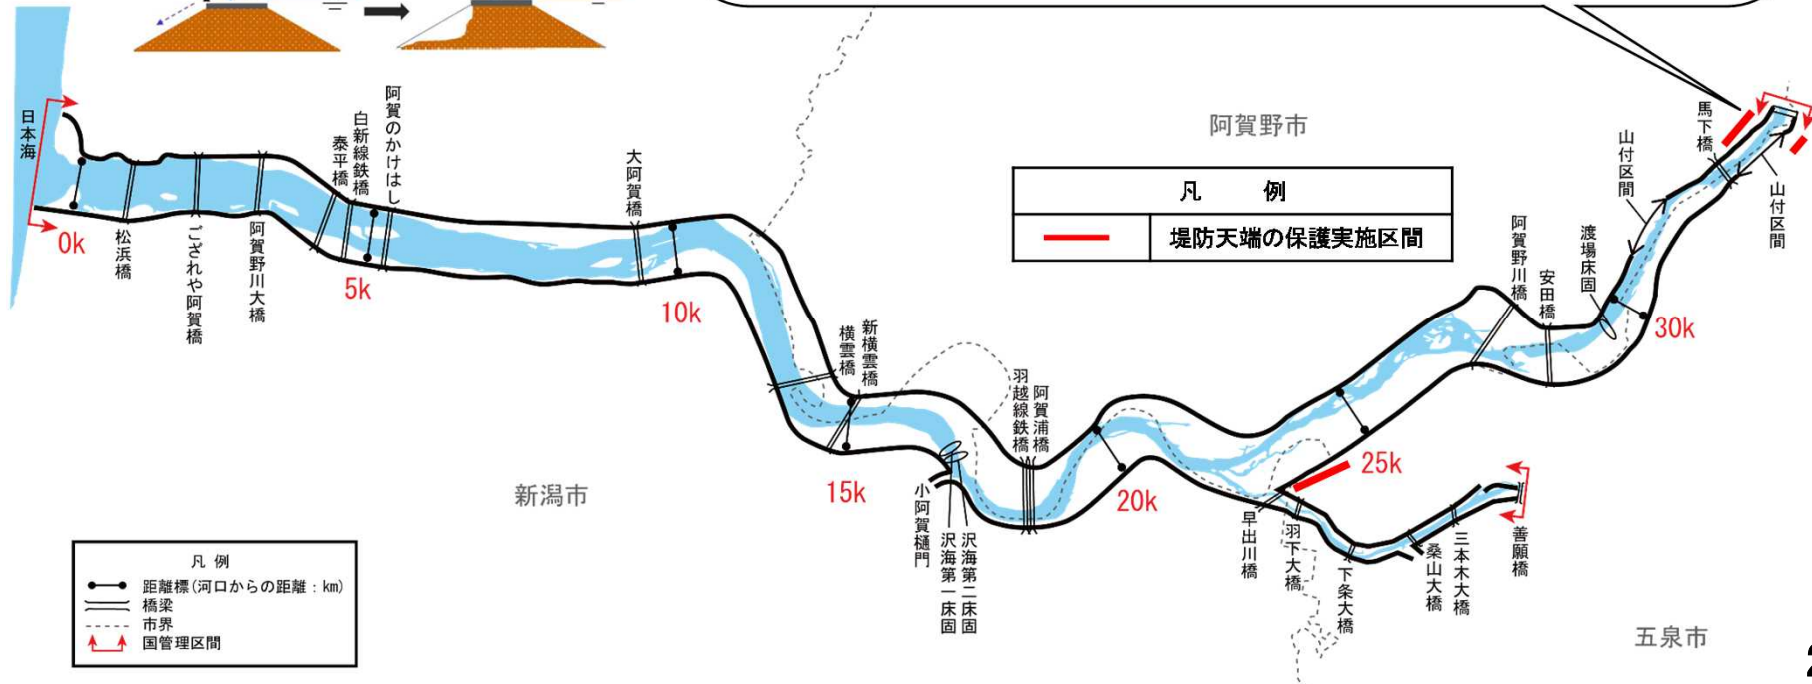 日本海
0k
松浜橋
ござれや阿賀橋
阿賀野川大橋
泰平橋
白新線鉄橋
阿賀のかけはし
5k
大阿賀橋
10k
横雲橋
新横雲橋
15k
小阿賀樋門
沢海第一床固
沢海第二床固
羽越線鉄橋
阿賀浦橋
20k
早出川橋
羽下大橋
下条大橋
桑山大橋
三本木大橋
善願橋
25k
阿賀野川橋
安田橋
渡場床固
30k
山付区間
馬下橋
山付区間
阿賀野市
新潟市
五泉市
凡 例
堤防天端の保護実施区間
凡 例
距離標(河口からの距離:km)
橋梁
市界
国管理区間